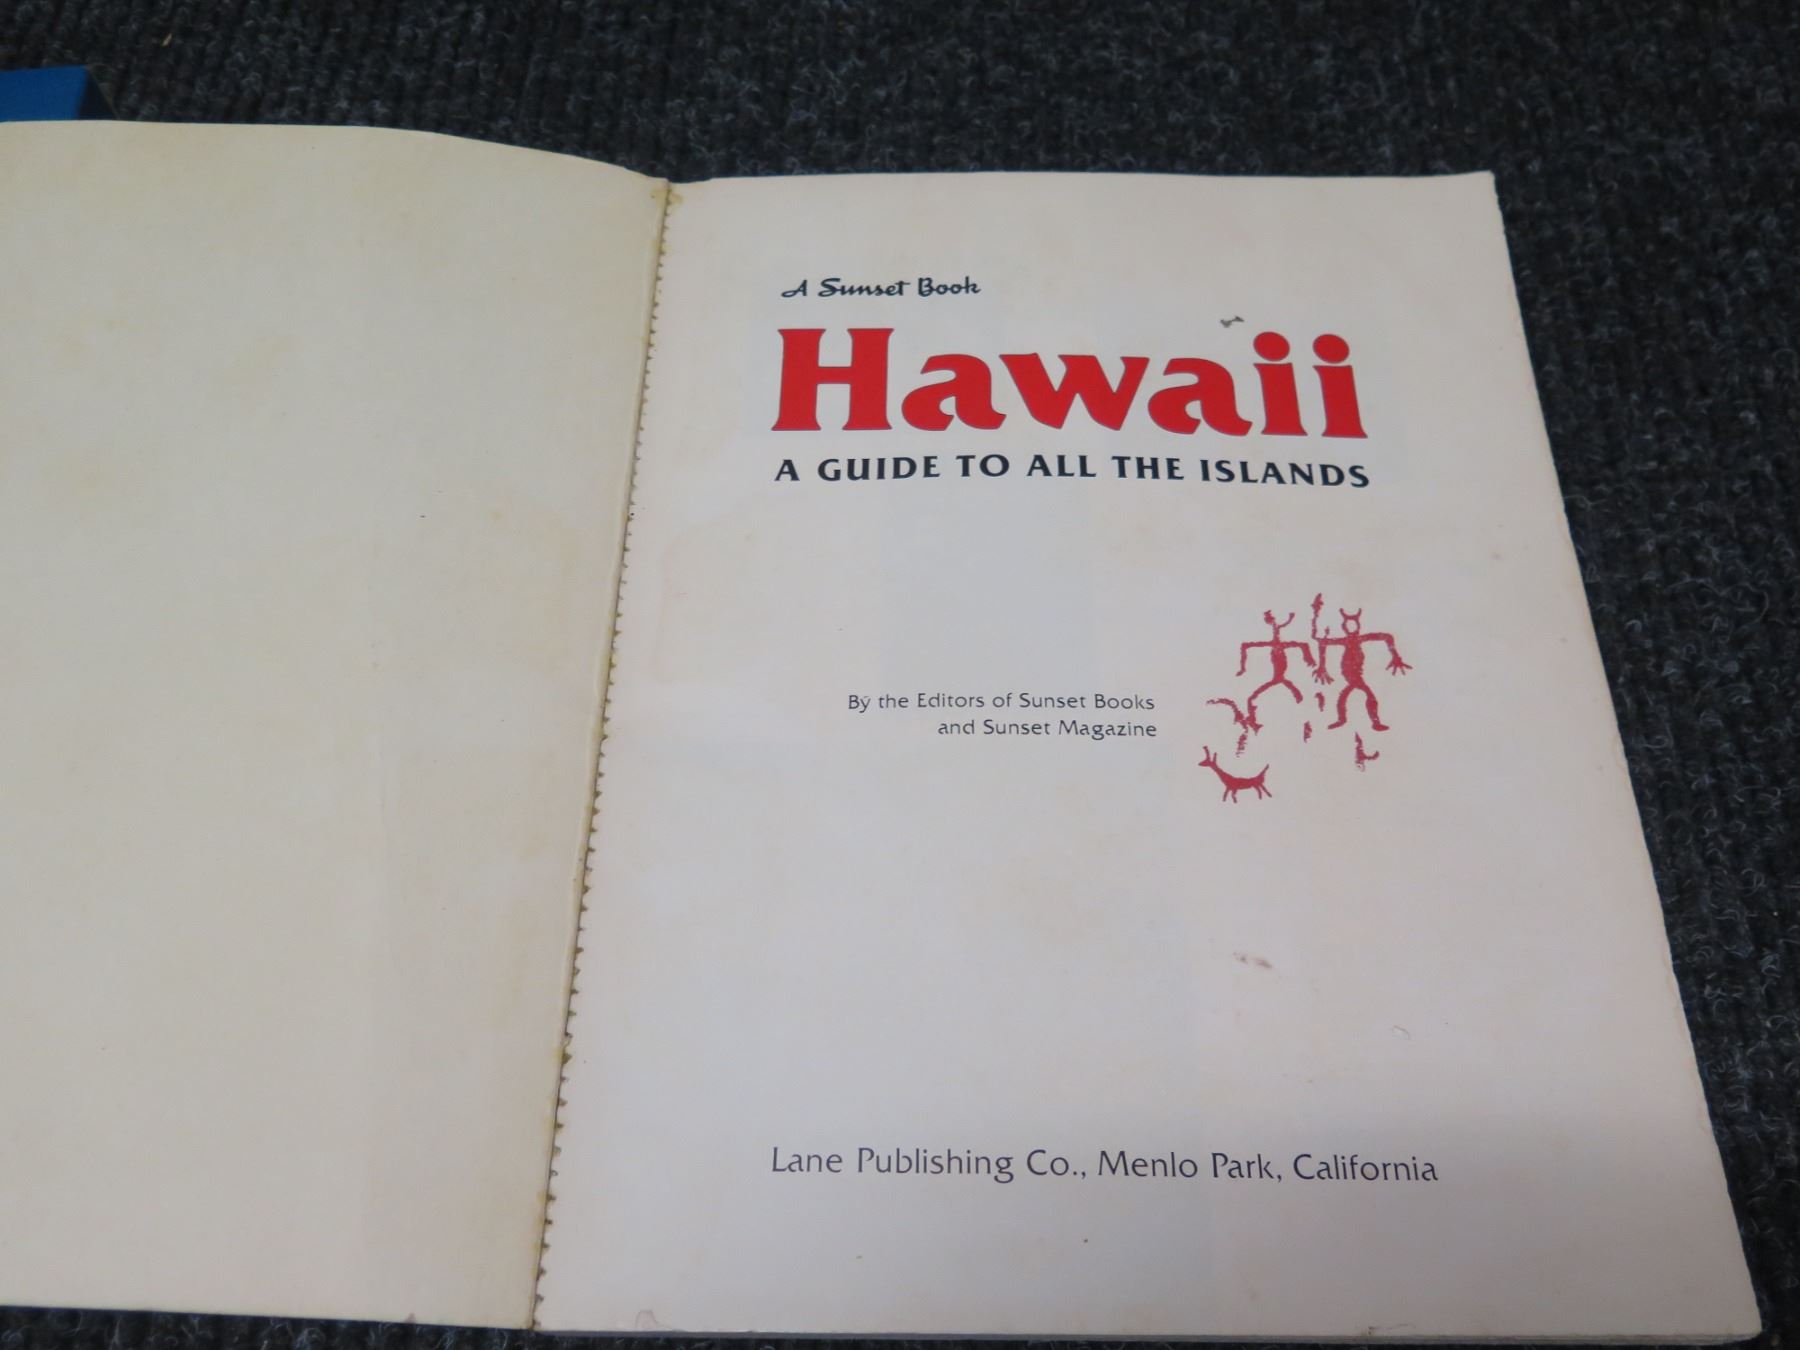 A Sunset Book
Hawaii
A GUIDE TO ALL THE ISLANDS
By the Editors of Sunset Books
and Sunset Magazine
Lane Publishing Co., Menlo Park, California